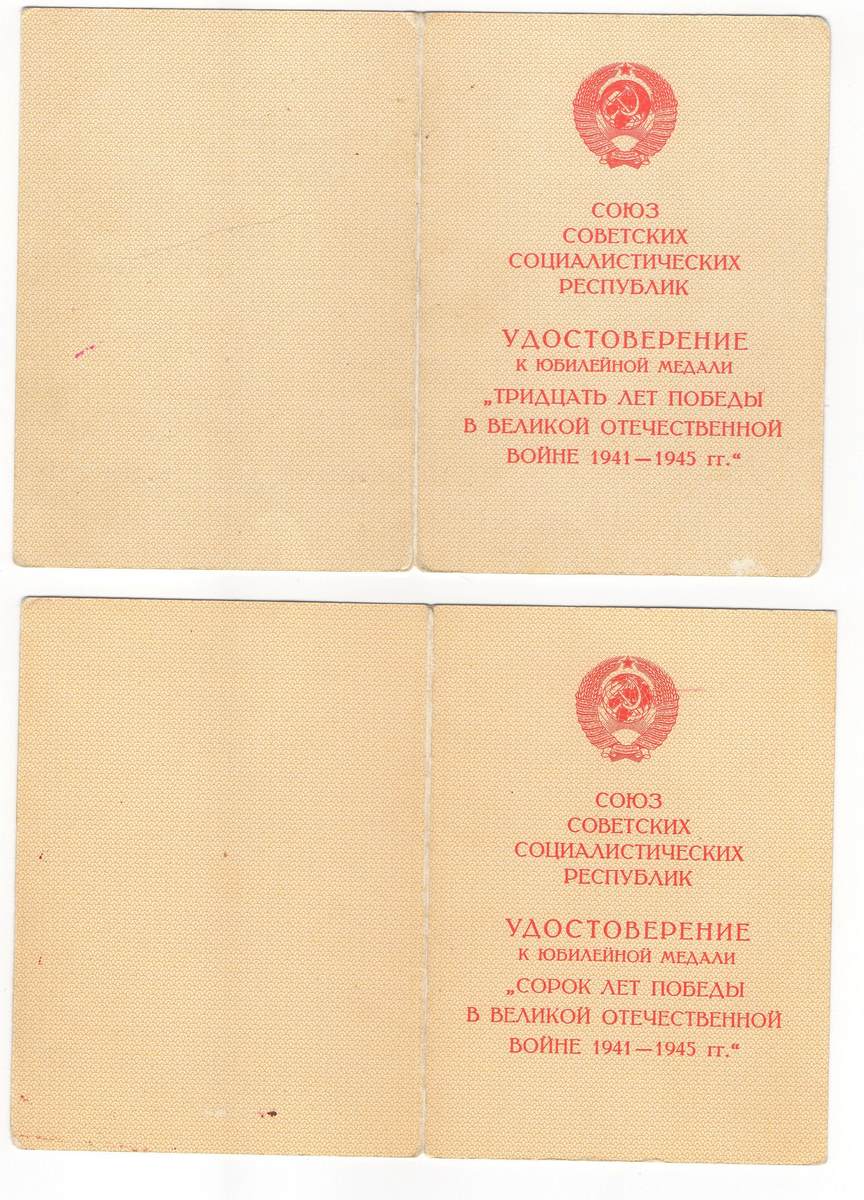 СОЮЗ
СОВЕТСКИХ
СОЦИАЛИСТИЧЕСКИХ
РЕСПУБЛИК
УДОСТОВЕРЕНИЕ
К ЮБИЛЕЙНОЙ МЕДАЛИ
„ТРИДЦАТЬ ЛЕТ ПОБЕДЫ
В ВЕЛИКОЙ ОТЕЧЕСТВЕННОЙ
ВОЙНЕ 1941—1945 гг.“
СОЮЗ
СОВЕТСКИХ
СОЦИАЛИСТИЧЕСКИХ
РЕСПУБЛИК
УДОСТОВЕРЕНИЕ
К ЮБИЛЕЙНОЙ МЕДАЛИ
„СОРОК ЛЕТ ПОБЕДЫ
В ВЕЛИКОЙ ОТЕЧЕСТВЕННОЙ
ВОЙНЕ 1941—1945 гг.“